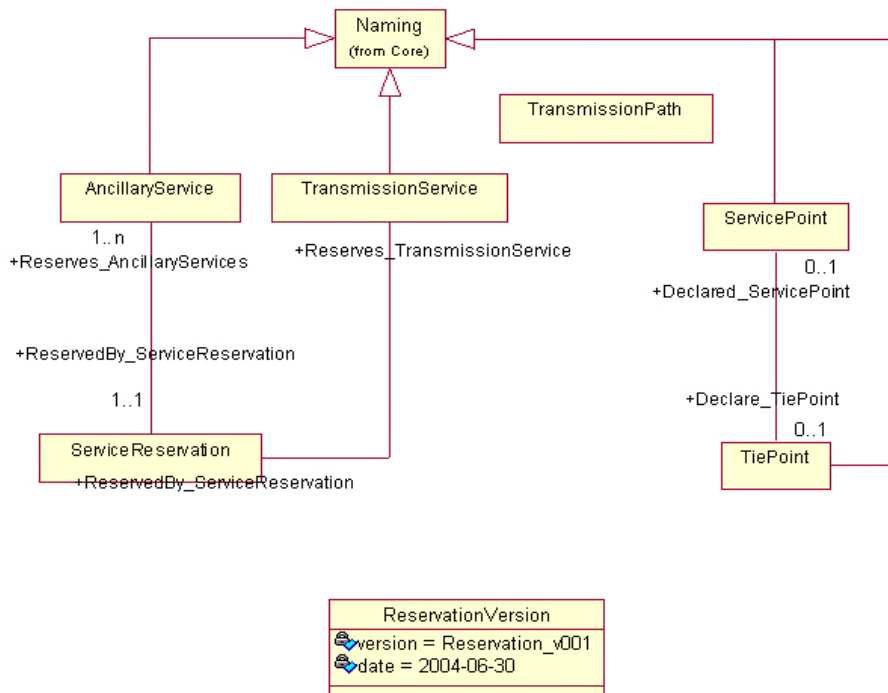 Naming
(from Core)
TransmissionPath
AncillaryService
TransmissionService
ServicePoint
1..n
+Reserves_AncillaryServices
+Reserves_TransmissionService
0..1
+Declared_ServicePoint
+ReservedBy_ServiceReservation
1..1
+Declare_TiePoint
0..1
ServiceReservation
+ReservedBy_ServiceReservation
TiePoint
ReservationVersion
version = Reservation_v001
date = 2004-06-30